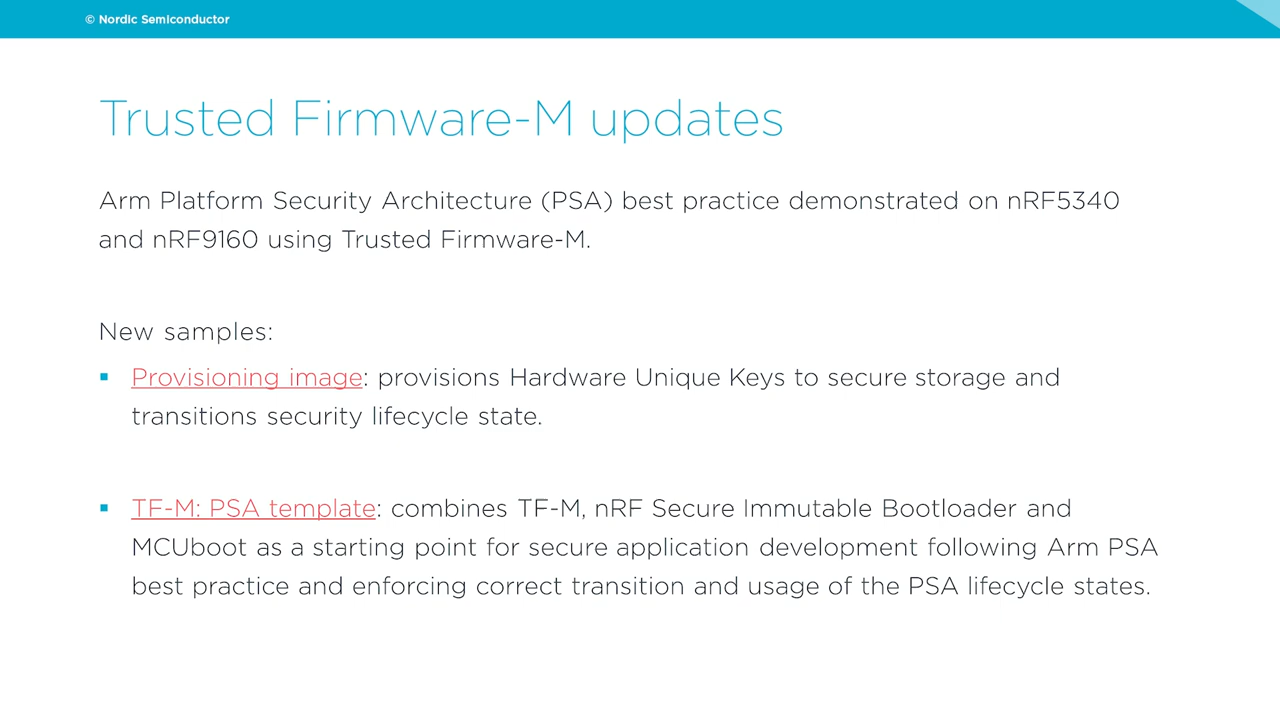 © Nordic Semiconductor
Trusted Firmware-M updates
Arm Platform Security Architecture (PSA) best practice demonstrated on nRF5340
and nRF9160 using Trusted Firmware-M.
New samples:
▪ Provisioning image: provisions Hardware Unique Keys to secure storage and
transitions security lifecycle state.
▪ TF-M: PSA template: combines TF-M, nRF Secure Immutable Bootloader and
MCUboot as a starting point for secure application development following Arm PSA
best practice and enforcing correct transition and usage of the PSA lifecycle states.